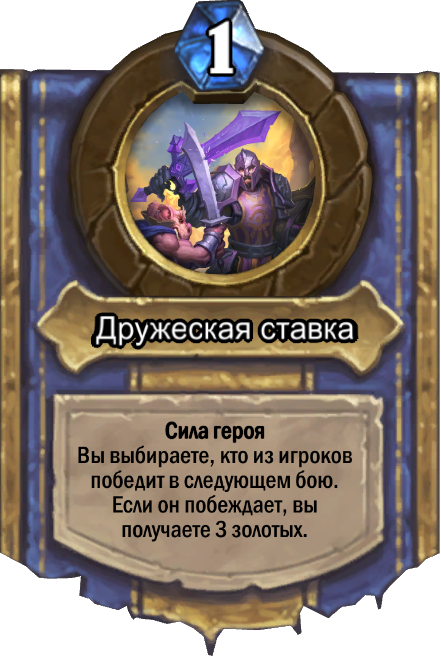 1
Дружеская ставка
Сила героя
Вы выбираете, кто из игроков
победит в следующем бою.
Если он побеждает, вы
получаете 3 золотых.